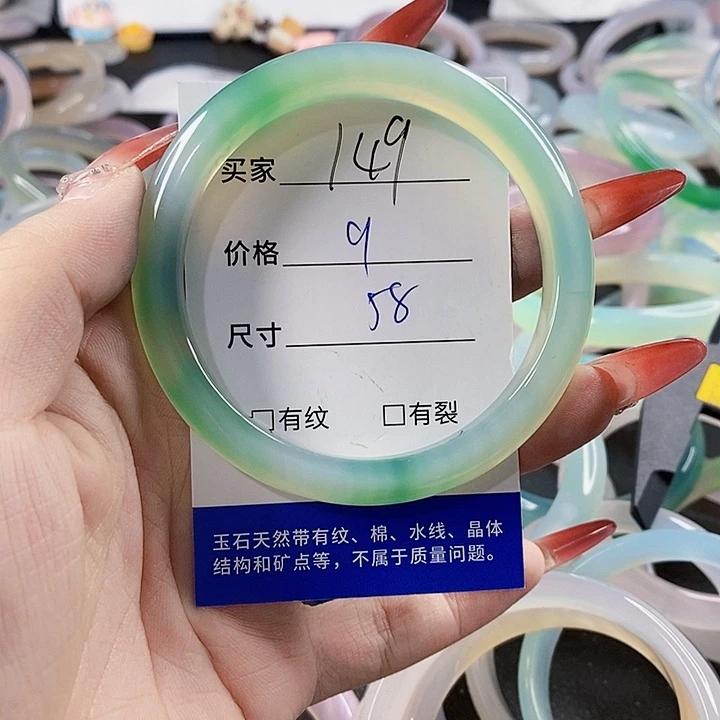 买家 149
价格 9
尺寸 58
□有纹 □有裂
玉石天然带有纹、棉、水线、晶体
结构和矿点等，不属于质量问题。